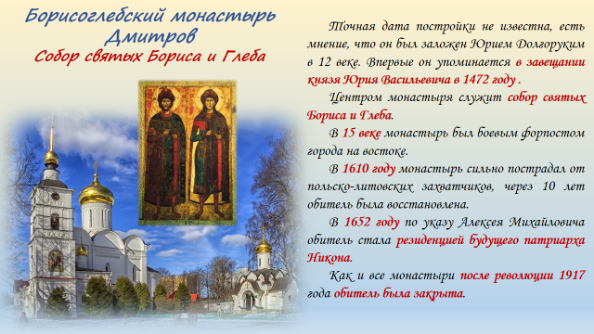 Борисоглебский монастырь
Дмитров
Собор святых Бориса и Глеба
Точная дата постройки не известна, есть
мнение, что он был заложен Юрием Долгоруким
в 12 веке. Впервые он упоминается в завещании
князя Юрия Васильевича в 1472 году .
Центром монастыря служит собор святых
Бориса и Глеба.
В 15 веке монастырь был боевым форпостом
города на востоке.
В 1610 году монастырь сильно пострадал от
польско-литовских захватчиков, через 10 лет
обитель была восстановлена.
В 1652 году по указу Алексея Михайловича
обитель стала резиденцией будущего патриарха
Никона.
Как и все монастыри после революции 1917
года обитель была закрыта.